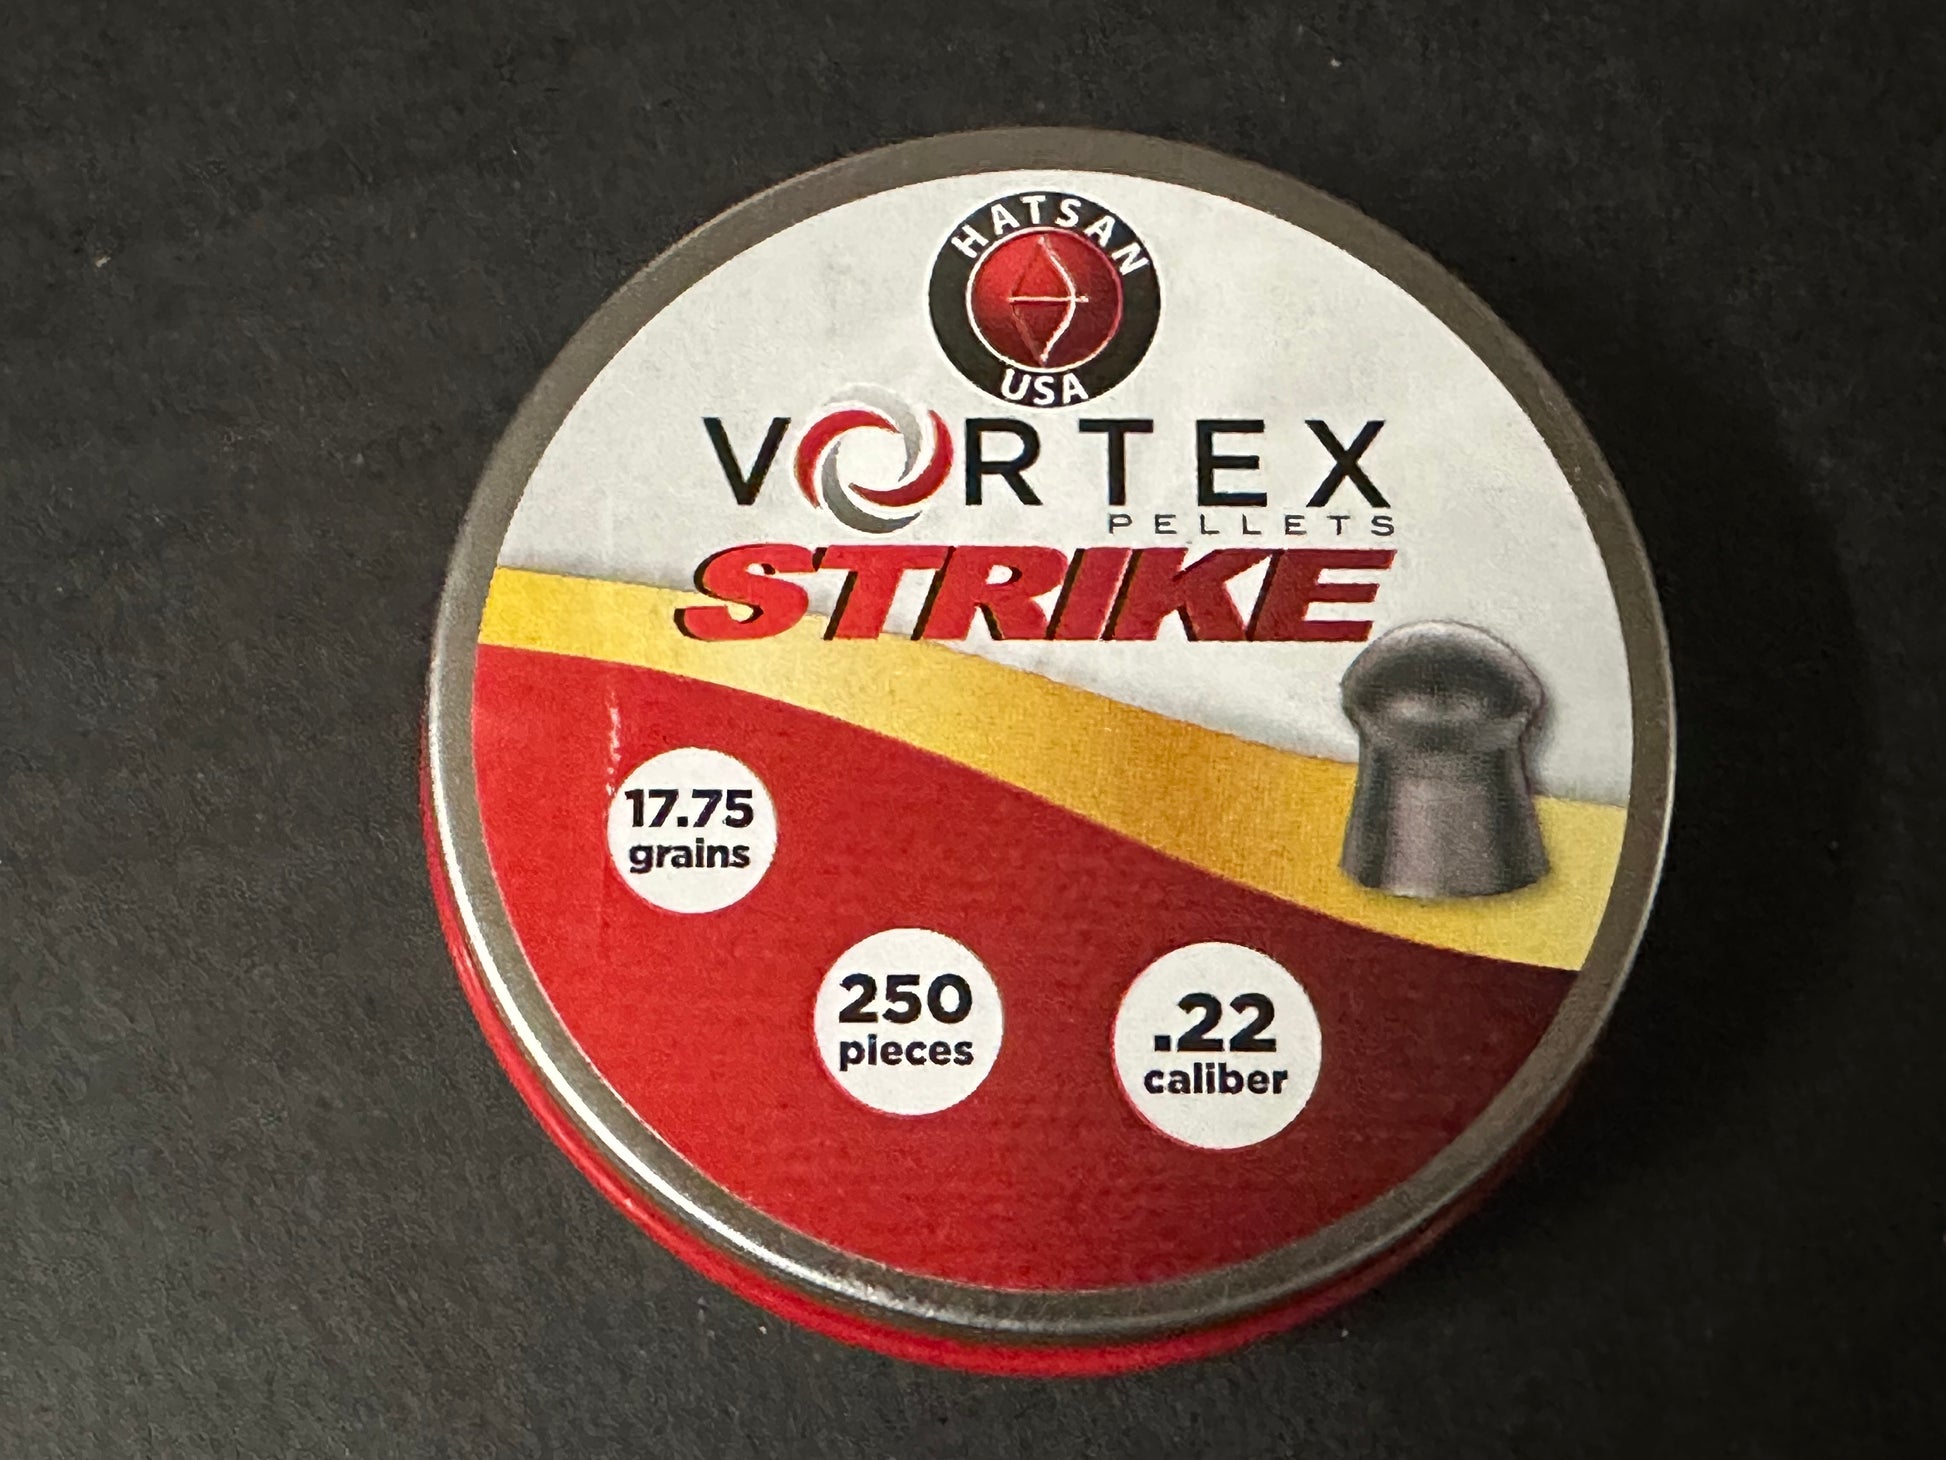 HATSAN
USA
VORTEX
PELLETS
STRIKE
17.75
grains
250
pieces
.22
caliber